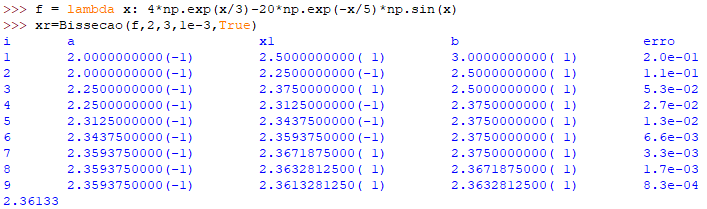 >>> f = lambda x: 4*np.exp(x/3)-20*np.exp(-x/5)*np.sin(x)
>>> xr=Bissecao(f,2,3,1e-3,True)
i a x1 b erro
1 2.0000000000(-1) 2.5000000000( 1) 3.0000000000( 1) 2.0e-01
2 2.0000000000(-1) 2.2500000000(-1) 2.5000000000( 1) 1.1e-01
3 2.2500000000(-1) 2.3750000000( 1) 2.5000000000( 1) 5.3e-02
4 2.2500000000(-1) 2.3125000000(-1) 2.3750000000( 1) 2.7e-02
5 2.3125000000(-1) 2.3437500000(-1) 2.3750000000( 1) 1.3e-02
6 2.3437500000(-1) 2.3593750000(-1) 2.3750000000( 1) 6.6e-03
7 2.3593750000(-1) 2.3671875000( 1) 2.3750000000( 1) 3.3e-03
8 2.3593750000(-1) 2.3632812500( 1) 2.3671875000( 1) 1.7e-03
9 2.3593750000(-1) 2.3613281250( 1) 2.3632812500( 1) 8.3e-04
2.36133